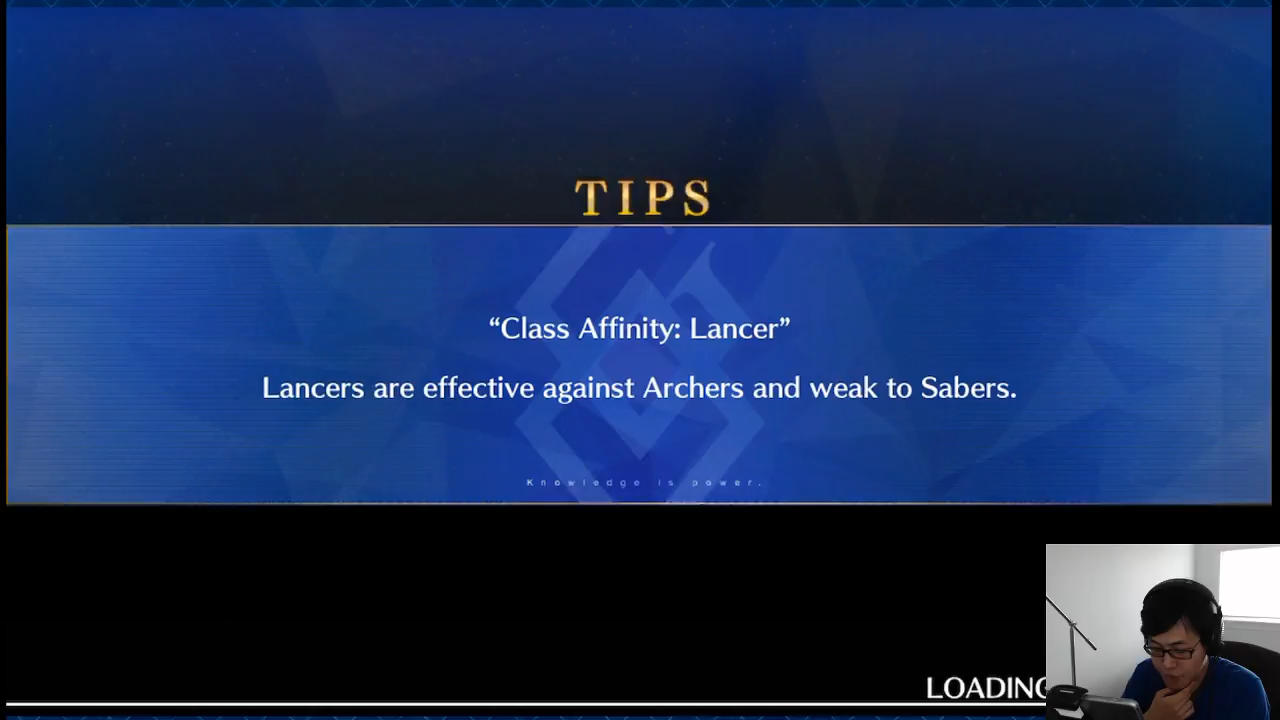 TIPS
“Class Affinity: Lancer”
Lancers are effective against Archers and weak to Sabers.
Knowledge is power.
LOADING